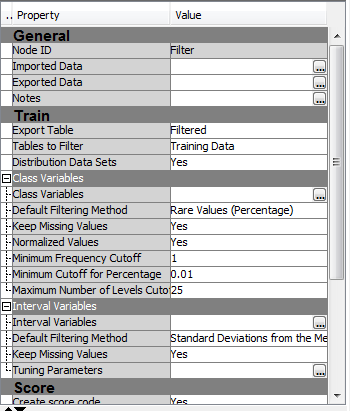 .. Property Value
General
Node ID Filter
Imported Data ...
Exported Data ...
Notes ...
Train
Export Table Filtered
Tables to Filter Training Data
Distribution Data Sets Yes
Class Variables
Class Variables ...
Default Filtering Method Rare Values (Percentage)
Keep Missing Values Yes
Normalized Values Yes
Minimum Frequency Cutoff 1
Minimum Cutoff for Percentage 0.01
Maximum Number of Levels Cuto 25
Interval Variables
Interval Variables ...
Default Filtering Method Standard Deviations from the Me
Keep Missing Values Yes
Tuning Parameters ...
Score
Create score code Yes